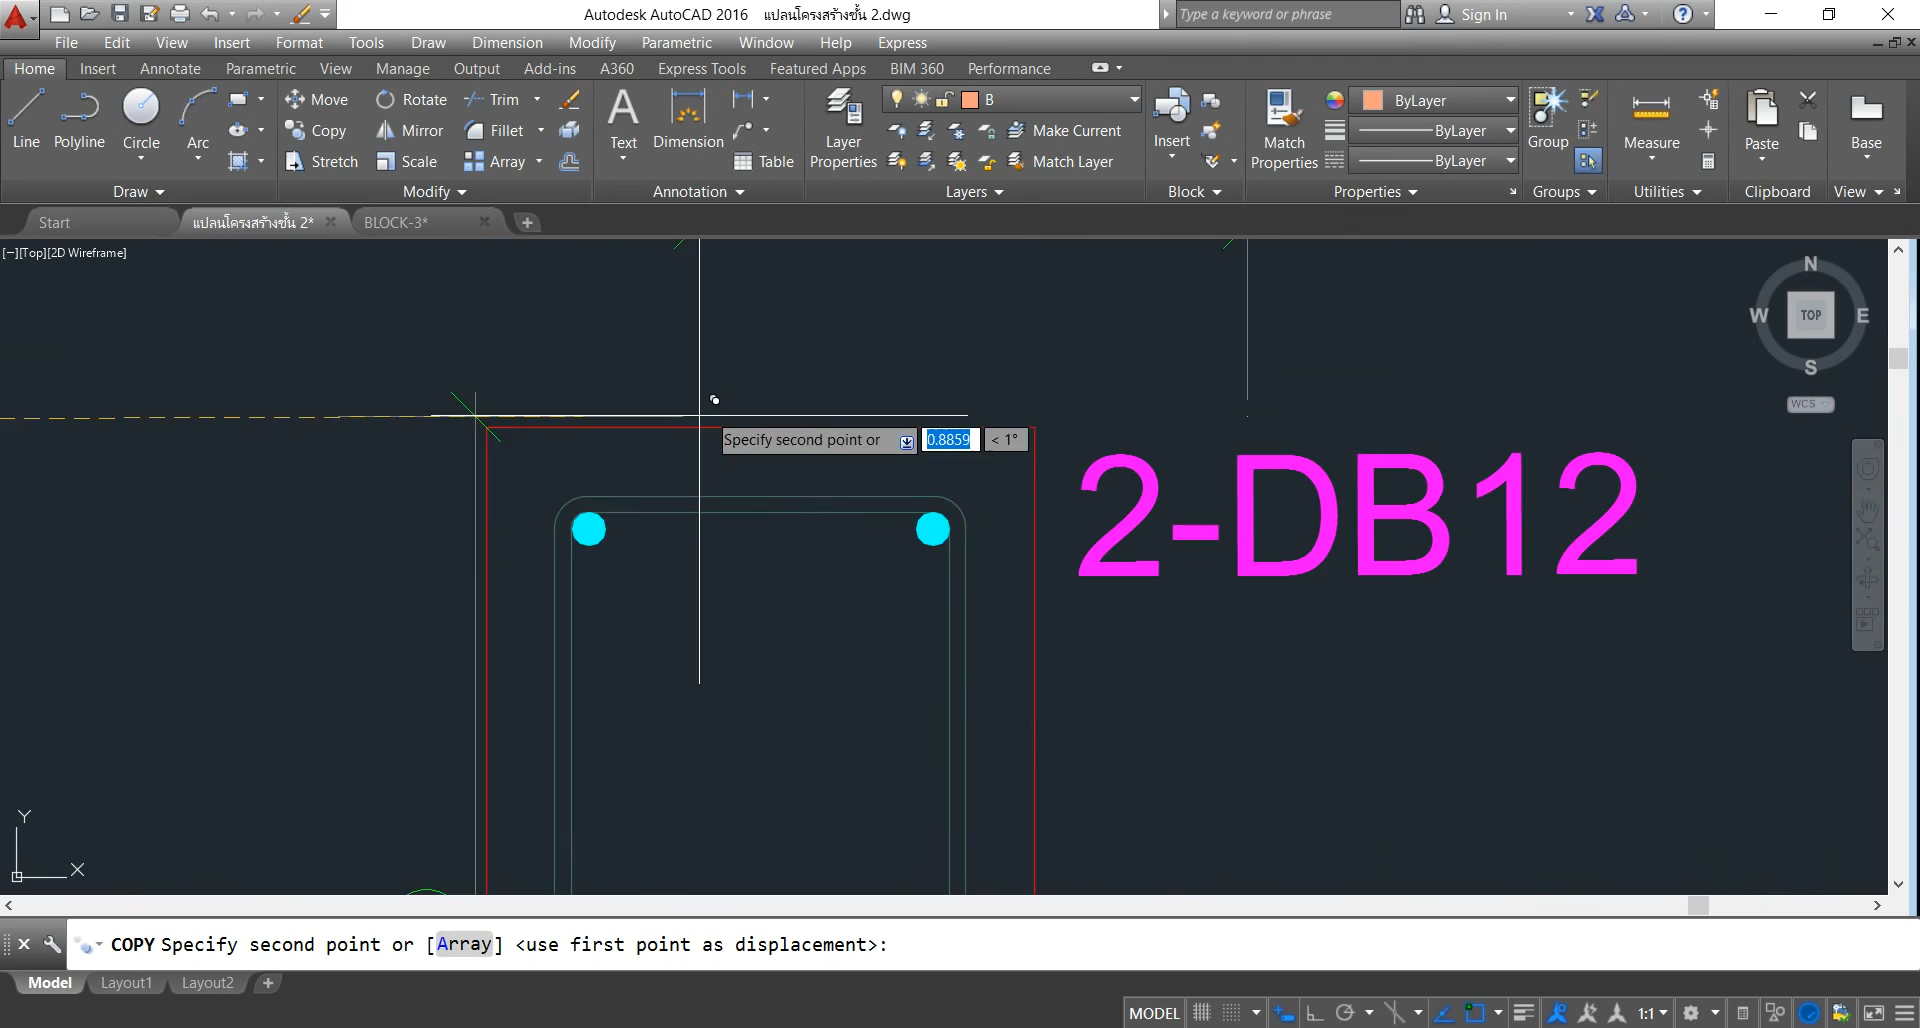 Autodesk AutoCAD 2016 แปลนโครงสร้างชั้น 2.dwg
Type a keyword or phrase
Sign In
File Edit View Insert Format Tools Draw Dimension Modify Parametric Window Help Express
Home Insert Annotate Parametric View Manage Output Add-ins A360 Express Tools Featured Apps BIM 360 Performance
Line
Polyline
Circle
Arc
Draw
Move
Copy
Stretch
Rotate
Mirror
Scale
Trim
Fillet
Array
Modify
Text
Dimension
Table
Annotation
Layer
Properties
B
Make Current
Match Layer
Layers
Insert
Block
Match
Properties
ByLayer
ByLayer
ByLayer
Properties
Group
Groups
Measure
Utilities
Paste
Clipboard
Base
View
Start
แปลนโครงสร้างชั้น 2*
BLOCK-3*
[−][Top][2D Wireframe]
N
W
TOP
E
S
WCS
Specify second point or
0.8859
< 1°
2-DB12
Y
X
COPY Specify second point or [Array] <use first point as displacement>:
Model Layout1 Layout2
MODEL
1:1